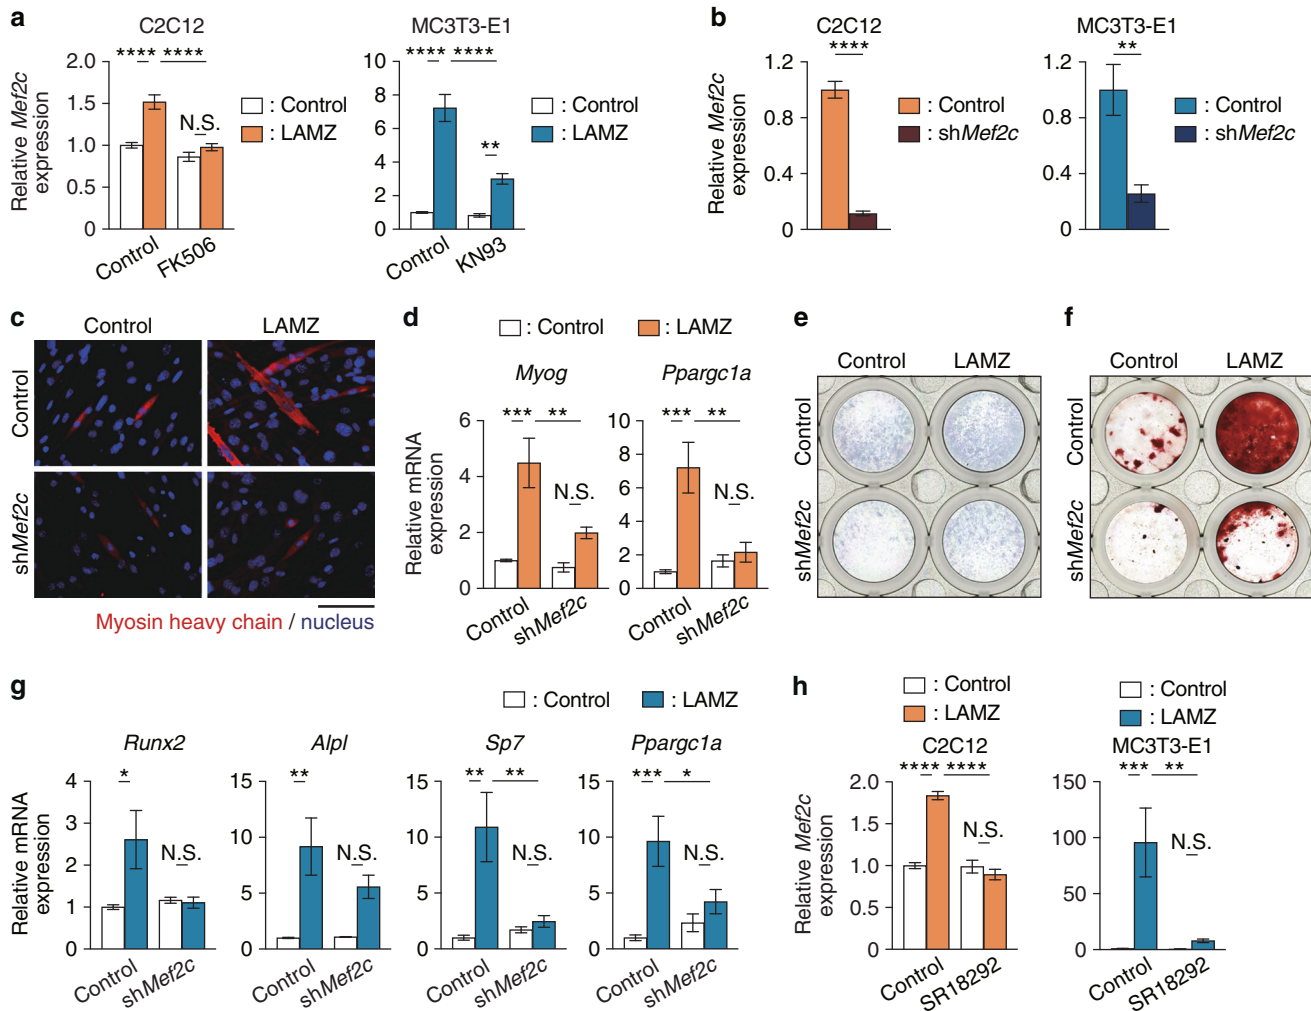 a
C2C12
MC3T3-E1
**** ****
**** ****
Relative Mef2c
expression
2.0
1.5
1.0
0.5
0
N.S.
: Control
: LAMZ
Control
FK506
10
8
6
4
2
0
**
: Control
: LAMZ
Control
KN93
b
C2C12
MC3T3-E1
****
**
Relative Mef2c
expression
1.2
0.8
0.4
0
: Control
: shMef2c
1.2
0.8
0.4
0
: Control
: shMef2c
c
Control
LAMZ
Control
shMef2c
Myosin heavy chain / nucleus
d
: Control
: LAMZ
Myog
Ppargc1a
*** **
*** **
Relative mRNA
expression
6
4
2
0
N.S.
Control
shMef2c
10
8
6
4
2
0
N.S.
Control
shMef2c
e
Control
LAMZ
Control
shMef2c
f
Control
LAMZ
Control
shMef2c
g
: Control
: LAMZ
Runx2
Alpl
Sp7
Ppargc1a
Relative mRNA
expression
*
4
3
2
1
0
N.S.
Control
shMef2c
**
15
10
5
0
N.S.
Control
shMef2c
** **
15
10
5
0
N.S.
Control
shMef2c
*** *
15
10
5
0
N.S.
Control
shMef2c
h
: Control
: LAMZ
C2C12
**** ****
Relative Mef2c
expression
2.0
1.5
1.0
0.5
0
N.S.
Control
SR18292
: Control
: LAMZ
MC3T3-E1
*** **
150
100
50
0
N.S.
Control
SR18292